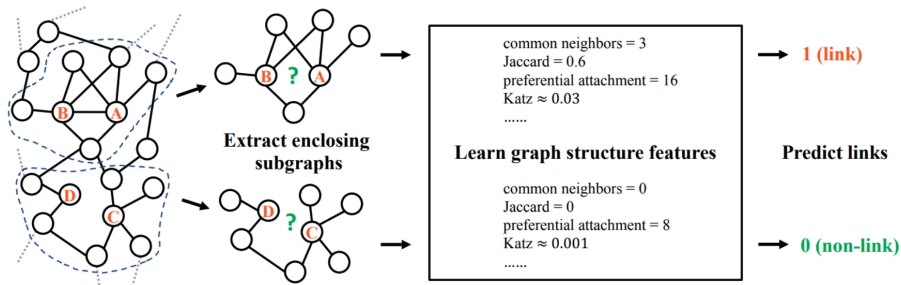 B
A
D
C
B
?
A
Extract enclosing
subgraphs
D
?
C
common neighbors = 3
Jaccard = 0.6
preferential attachment = 16
Katz ≈ 0.03
......
Learn graph structure features
common neighbors = 0
Jaccard = 0
preferential attachment = 8
Katz ≈ 0.001
......
1 (link)
Predict links
0 (non-link)